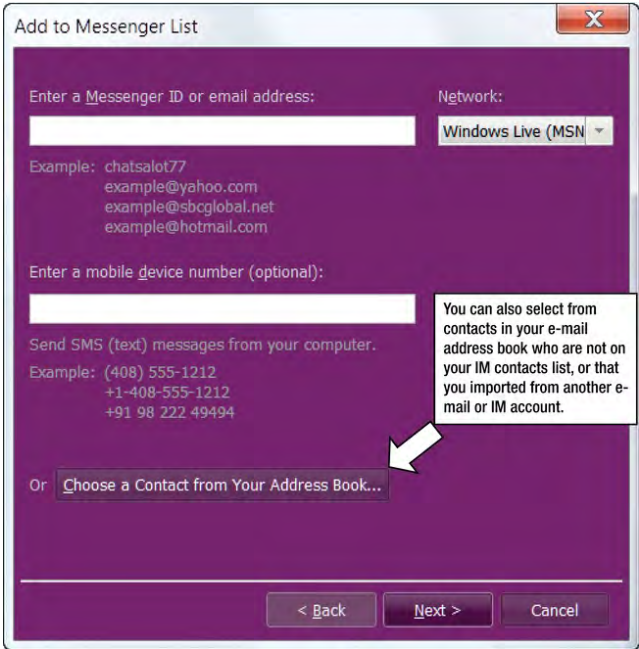 Add to Messenger List
X
Enter a Messenger ID or email address:
Network:
Windows Live (MSN
Example: chatsalot77
example@yahoo.com
example@sbcglobal.net
example@hotmail.com
Enter a mobile device number (optional):
Send SMS (text) messages from your computer.
Example: (408) 555-1212
+1-408-555-1212
+91 98 222 49494
You can also select from
contacts in your e-mail
address book who are not on
your IM contacts list, or that
you imported from another e-
mail or IM account.
Or Choose a Contact from Your Address Book...
< Back
Next >
Cancel